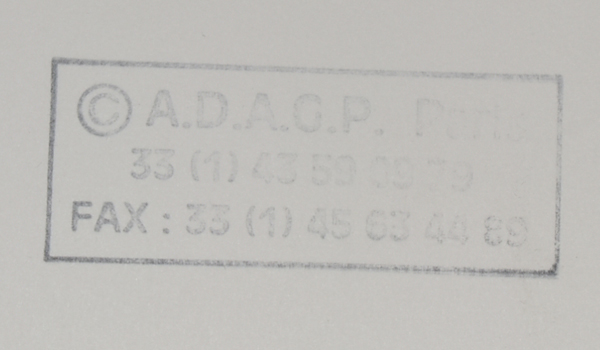 © A.D.A.G.P. Paris
33 (1) 43 59 09 79
FAX : 33 (1) 45 63 44 89